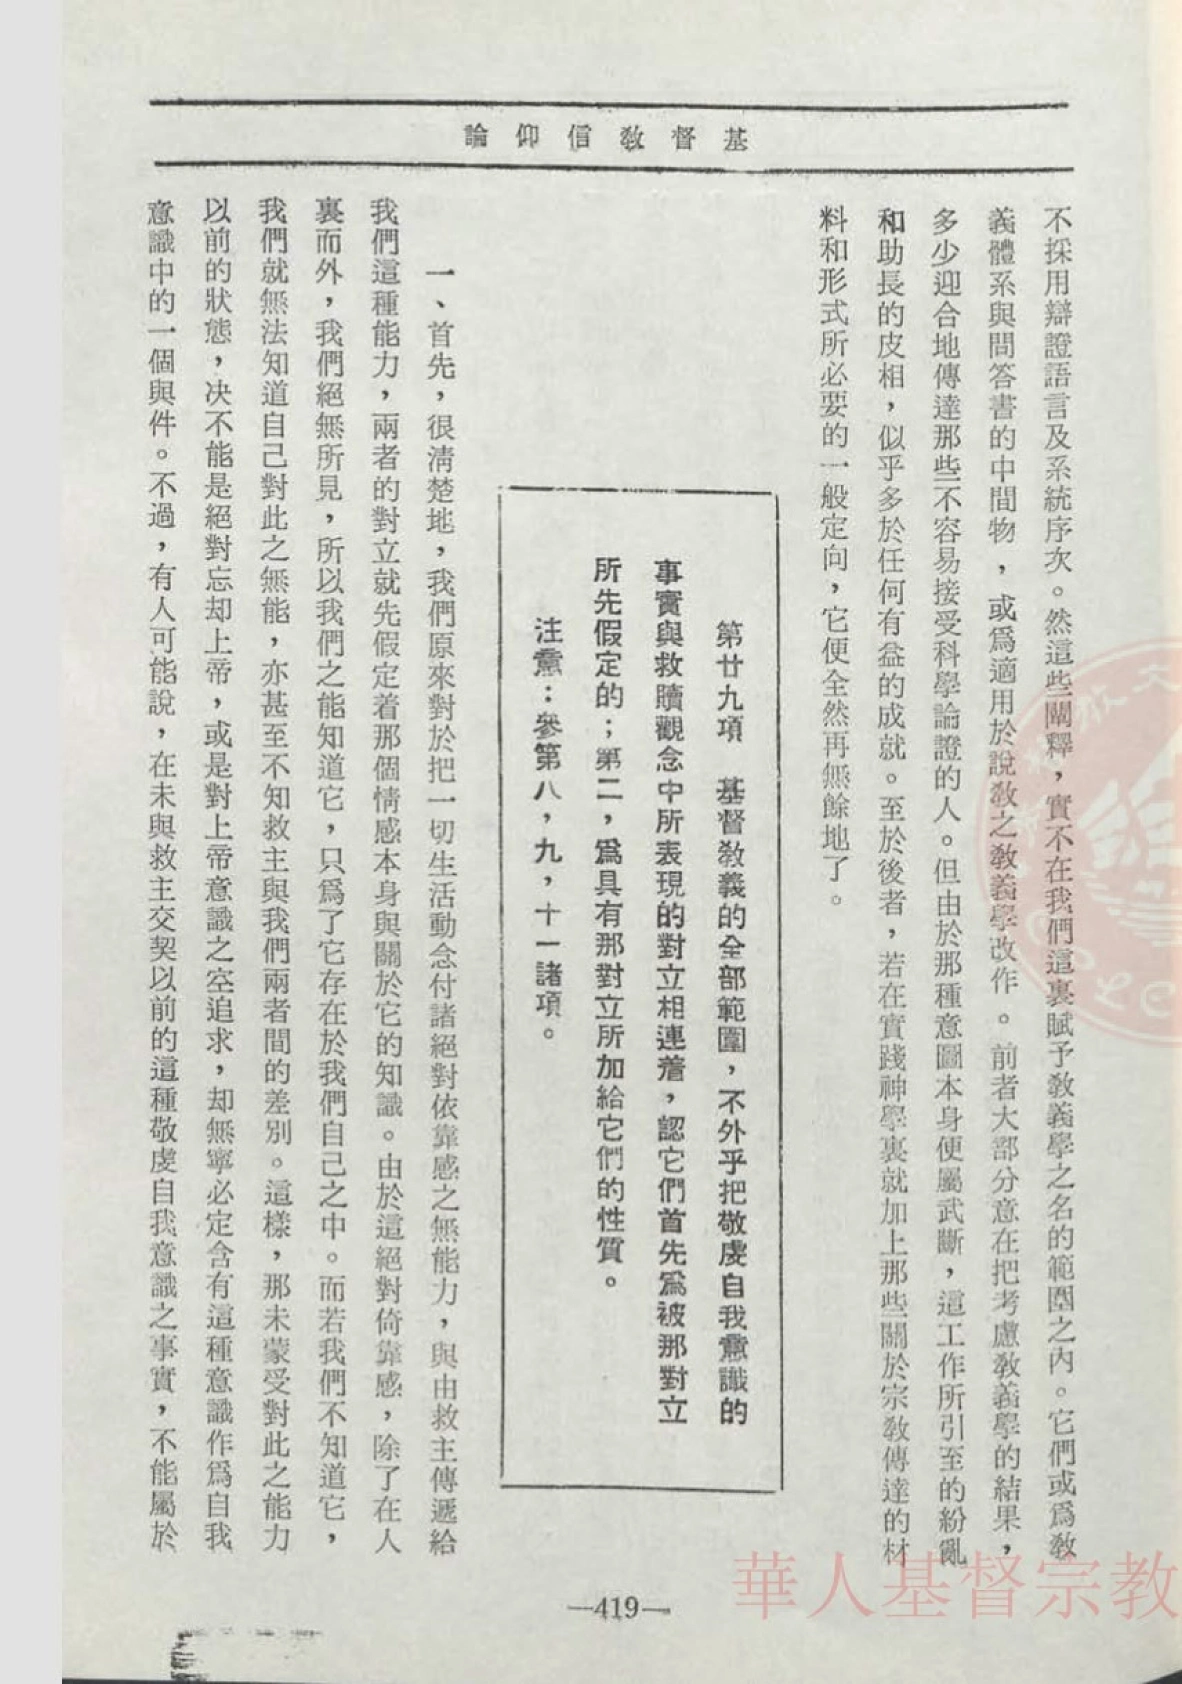 基督教信仰論
不採用辯證語言及系統序次。然這些闡釋，實不在我們這裏賦予教義學之名的範圍之內。它們或爲教
義體系與問答書的中間物，或爲適用於說教之教義學改作。前者大部分意在把考慮教義學的結果，
多少迎合地傳達那些不容易接受科學論證的人。但由於那種意圖本身便屬武斷，這工作所引至的紛亂
和助長的皮相，似乎多於任何有益的成就。至於後者，若在實踐神學裏就加上那些關於宗教傳達的材
料和形式所必要的一般定向，它便全然再無餘地了。
第廿九項　基督教義的全部範圍，不外乎把敬虔自我意識的
事實與救贖觀念中所表現的對立相連着，認它們首先爲被那對立
所先假定的；第二，爲具有那對立所加給它們的性質。
注意：參第八，九，十一諸項。
一、首先，很清楚地，我們原來對於把一切生活動念付諸絕對依靠感之無能力，與由救主傳遞給
我們這種能力，兩者的對立就先假定着那個情感本身與關於它的知識。由於這絕對倚靠感，除了在人
裏而外，我們絕無所見，所以我們之能知道它，只爲了它存在於我們自己之中。而若我們不知道它，
我們就無法知道自己對此之無能，亦甚至不知救主與我們兩者間的差別。這樣，那未蒙受對此之能力
以前的狀態，决不能是絕對忘却上帝，或是對上帝意識之空追求，却無寧必定含有這種意識作爲自我
意識中的一個與件。不過，有人可能說，在未與救主交契以前的這種敬虔自我意識之事實，不能屬於
—419—
華人基督宗教